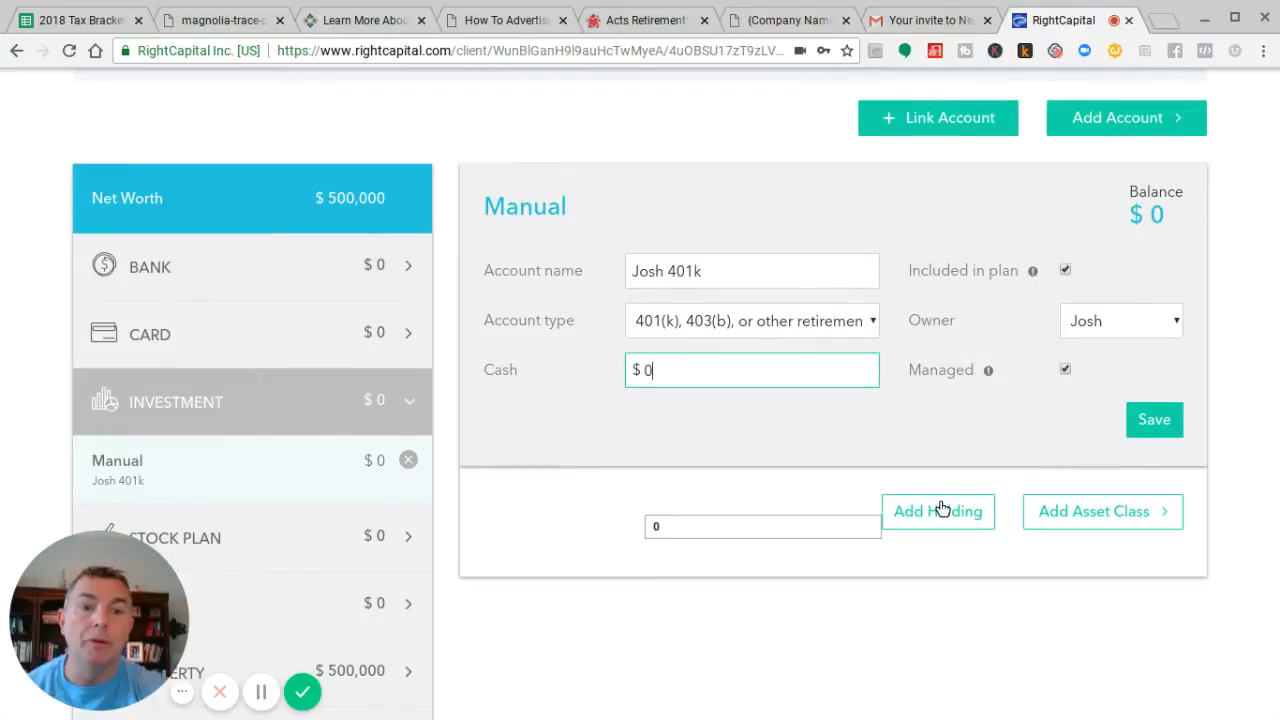 2018 Tax Bracke
magnolia-trace-p
Learn More Abou
How To Advertis
Acts Retirement
{Company Name
Your invite to Ne
RightCapital
RightCapital Inc. [US] https://www.rightcapital.com/client/WunBlGanH9l9auHcTwMyeA/4uOBSU17zT9zLV...
+ Link Account
Add Account >
Net Worth $ 500,000
BANK $ 0 >
CARD $ 0 >
INVESTMENT $ 0
Manual $ 0
Josh 401k
STOCK PLAN $ 0 >
$ 0 >
ERTY $ 500,000 >
Manual
Balance
$ 0
Account name Josh 401k Included in plan
Account type 401(k), 403(b), or other retiremen Owner Josh
Cash $ 0 Managed
Save
Add Holding
Add Asset Class >
0